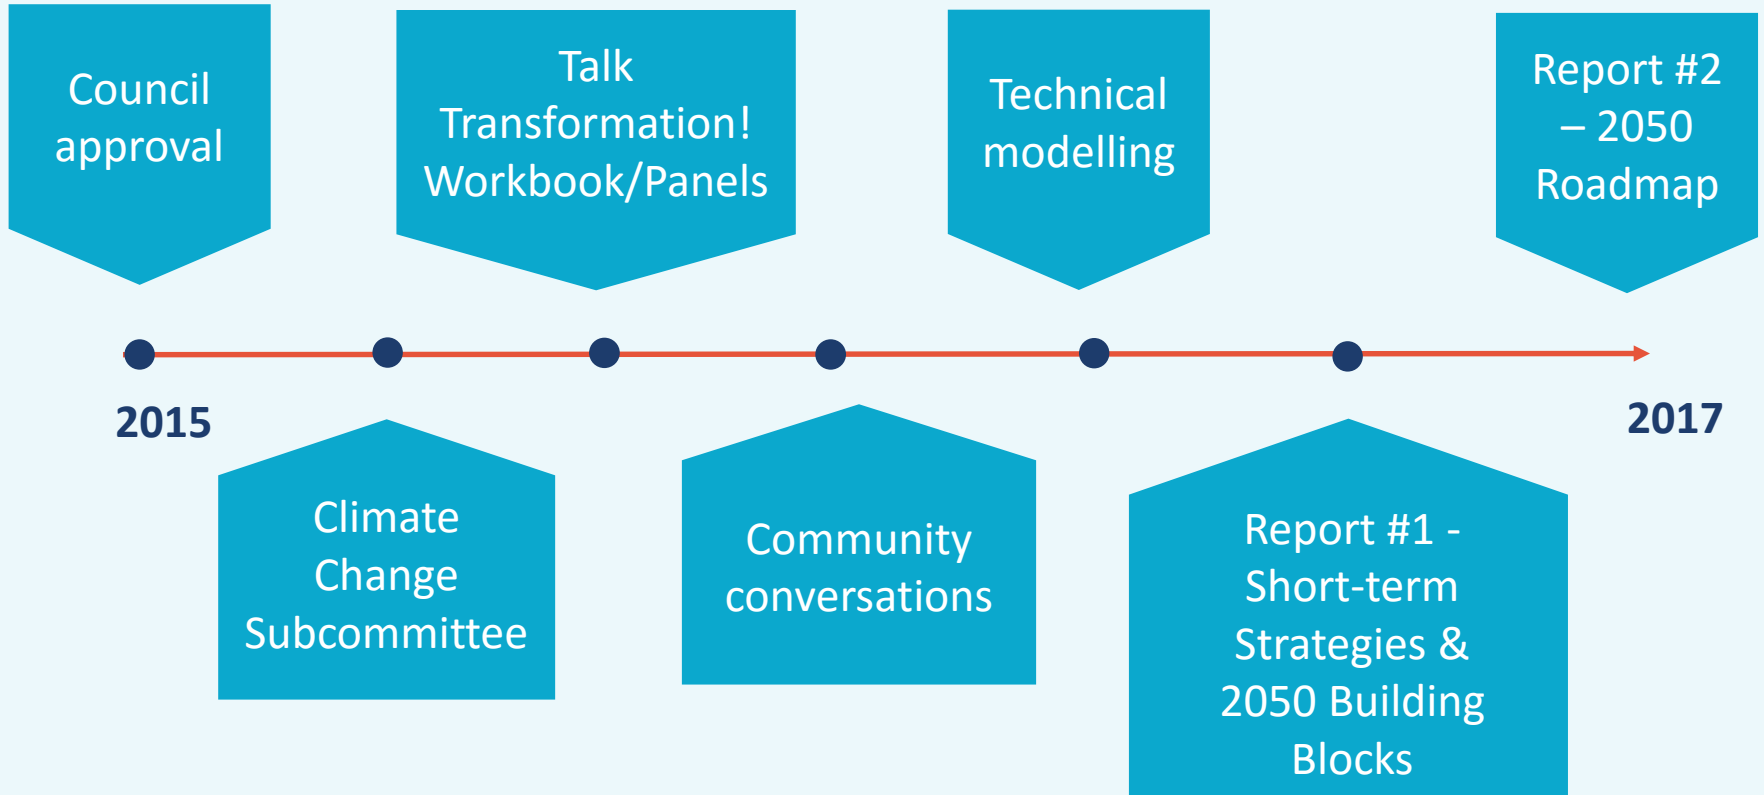 Council
approval
Talk
Transformation!
Workbook/Panels
Technical
modelling
Report #2
– 2050
Roadmap
2015
2017
Climate
Change
Subcommittee
Community
conversations
Report #1 -
Short-term
Strategies &
2050 Building
Blocks